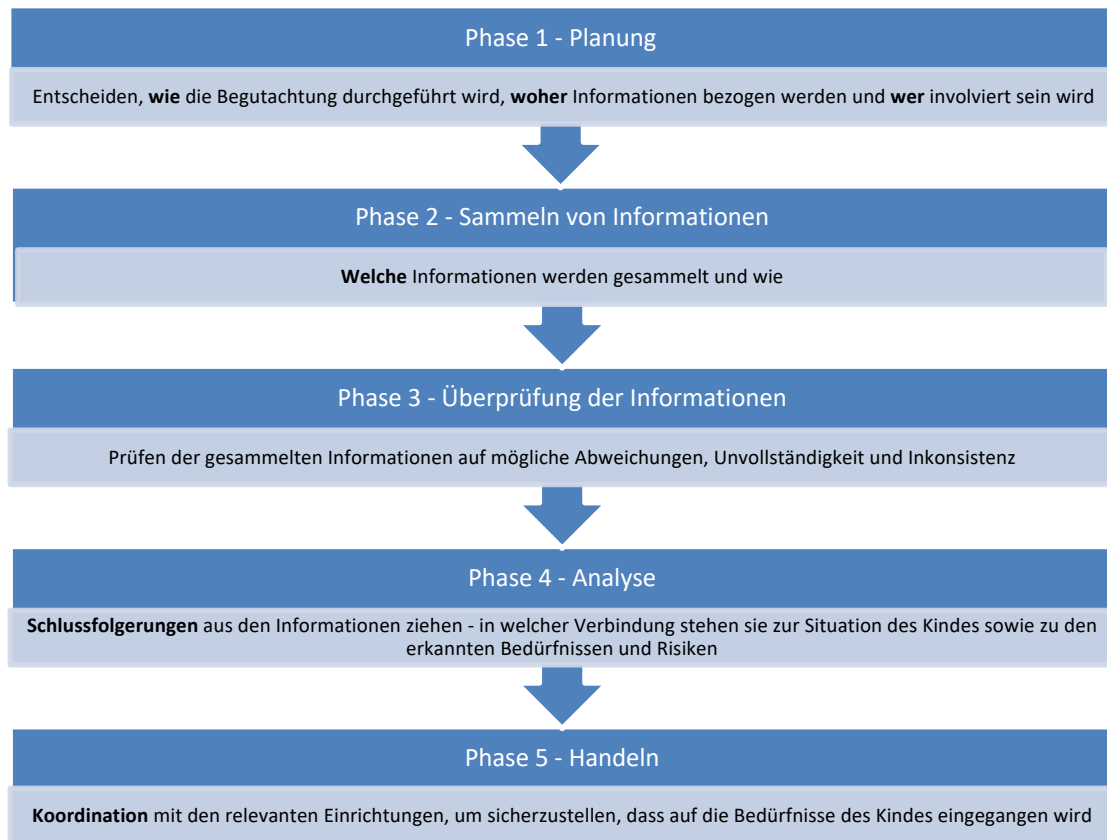 Phase 1 - Planung
Entscheiden, wie die Begutachtung durchgeführt wird, woher Informationen bezogen werden und wer involviert sein wird
Phase 2 - Sammeln von Informationen
Welche Informationen werden gesammelt und wie
Phase 3 - Überprüfung der Informationen
Prüfen der gesammelten Informationen auf mögliche Abweichungen, Unvollständigkeit und Inkonsistenz
Phase 4 - Analyse
Schlussfolgerungen aus den Informationen ziehen - in welcher Verbindung stehen sie zur Situation des Kindes sowie zu den
erkannten Bedürfnissen und Risiken
Phase 5 - Handeln
Koordination mit den relevanten Einrichtungen, um sicherzustellen, dass auf die Bedürfnisse des Kindes eingegangen wird